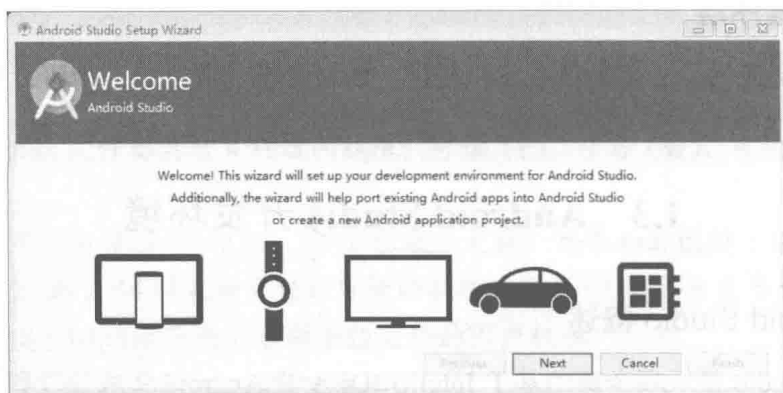 Android Studio Setup Wizard
Welcome
Android Studio
Welcome! This wizard will set up your development environment for Android Studio.
Additionally, the wizard will help port existing Android apps into Android Studio
or create a new Android application project.
Previous Next Cancel Finish